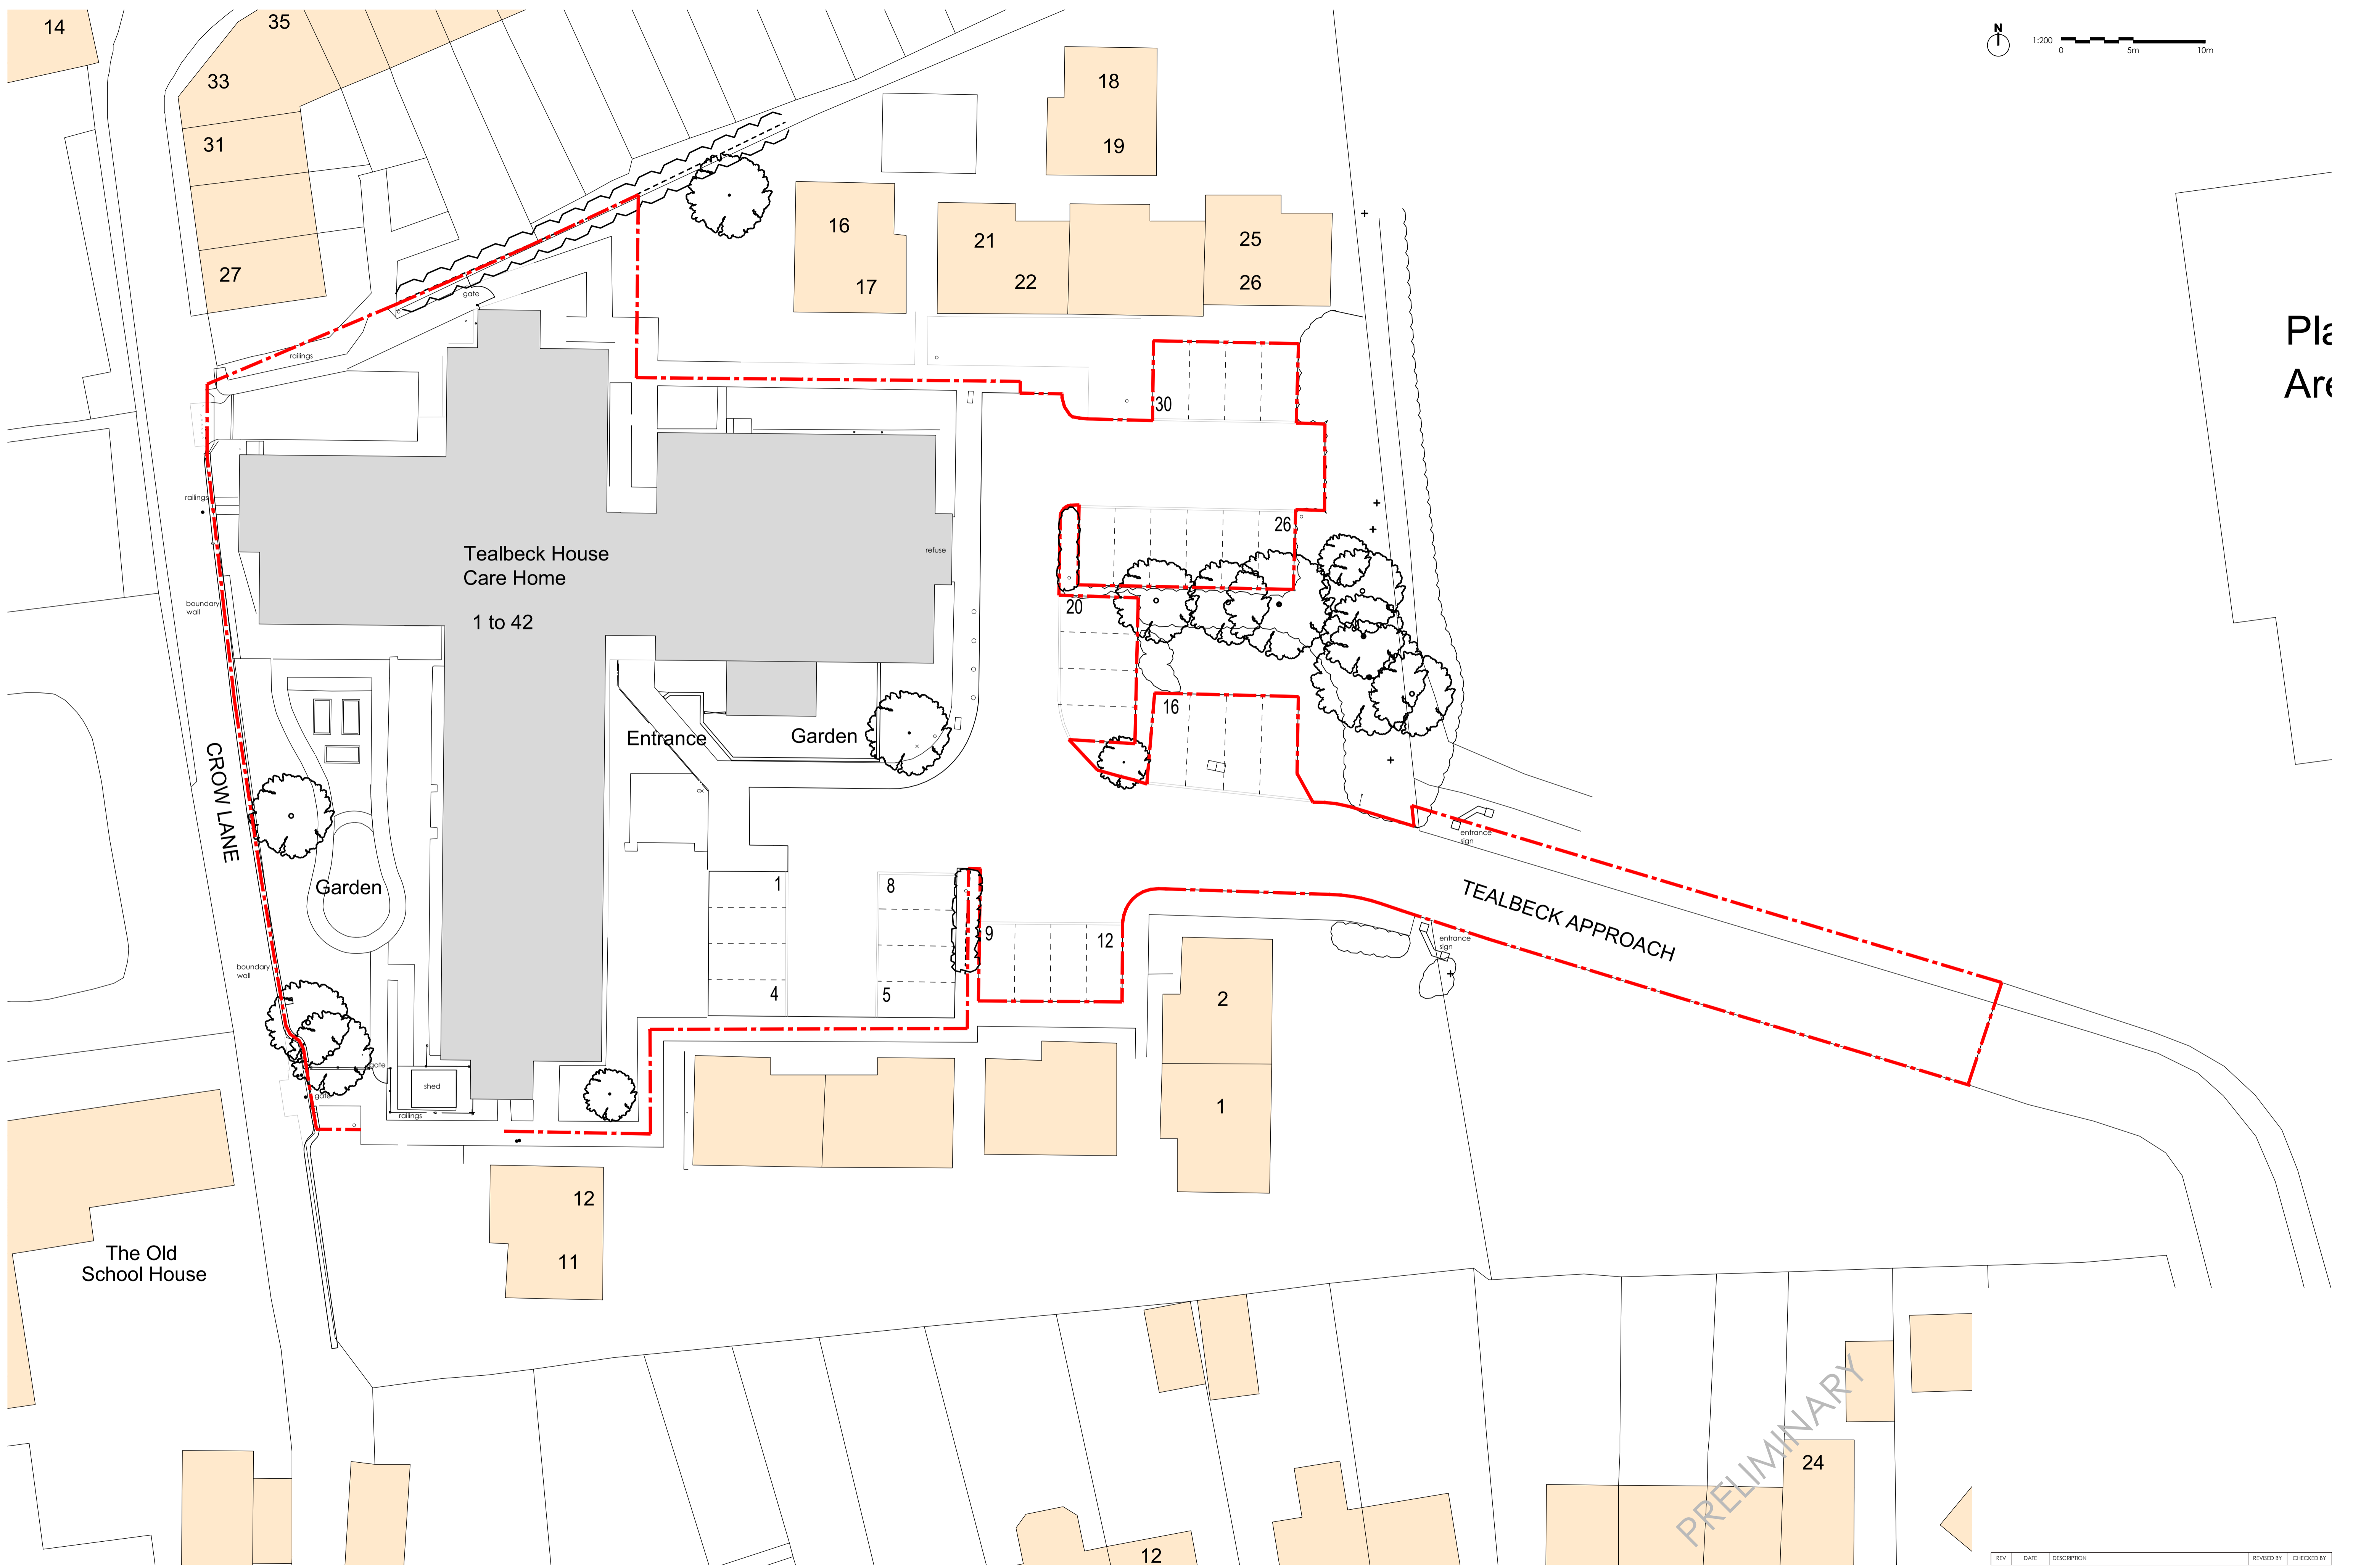 14
35
33
31
27
18
19
16
17
21
22
25
26
N
1:200
0
5m
10m
gate
railings
railings
30
26
20
16
Tealbeck House
Care Home
1 to 42
refuse
boundary
wall
CROW LANE
Entrance
Garden
Garden
boundary
wall
1
4
8
5
9
12
entrance
sign
TEALBECK APPROACH
entrance
sign
2
1
gate
gate
shed
railings
12
11
The Old
School House
24
12
PRELIMINARY
REV
DATE
DESCRIPTION
REVISED BY
CHECKED BY